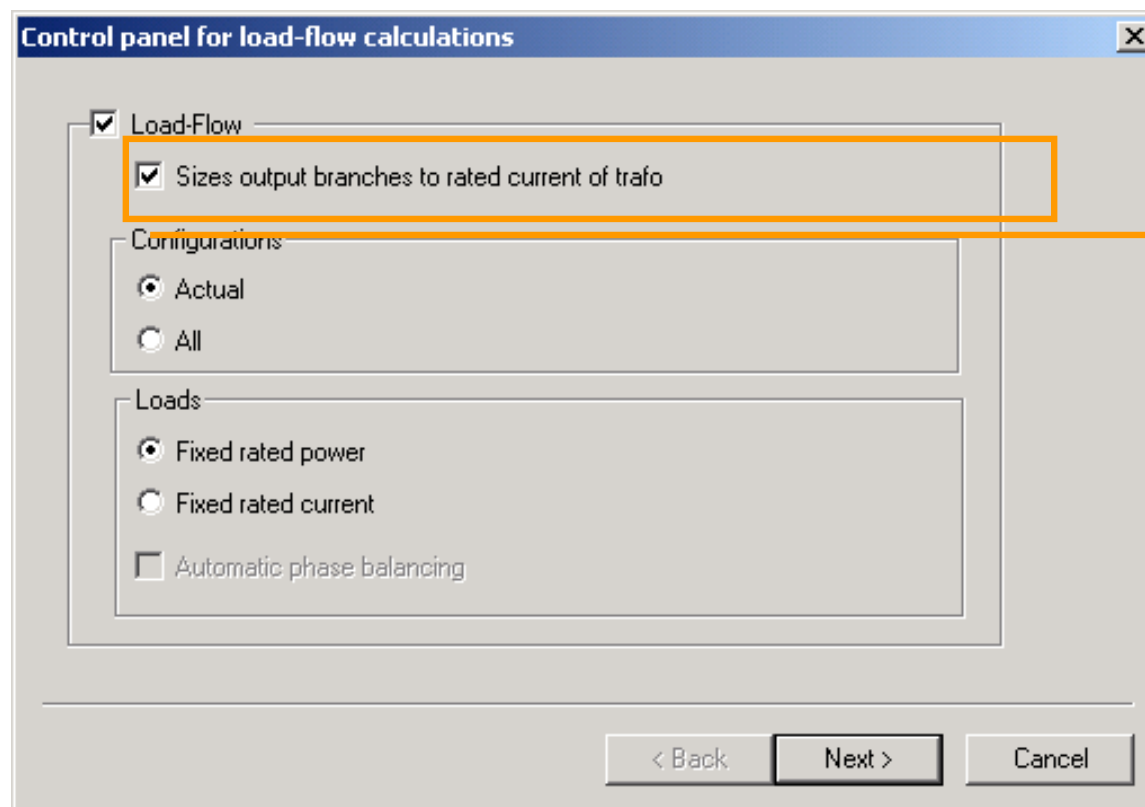 Control panel for load-flow calculations
Load-Flow
Sizes output branches to rated current of trafo
Configurations
Actual
All
Loads
Fixed rated power
Fixed rated current
Automatic phase balancing
< Back
Next >
Cancel